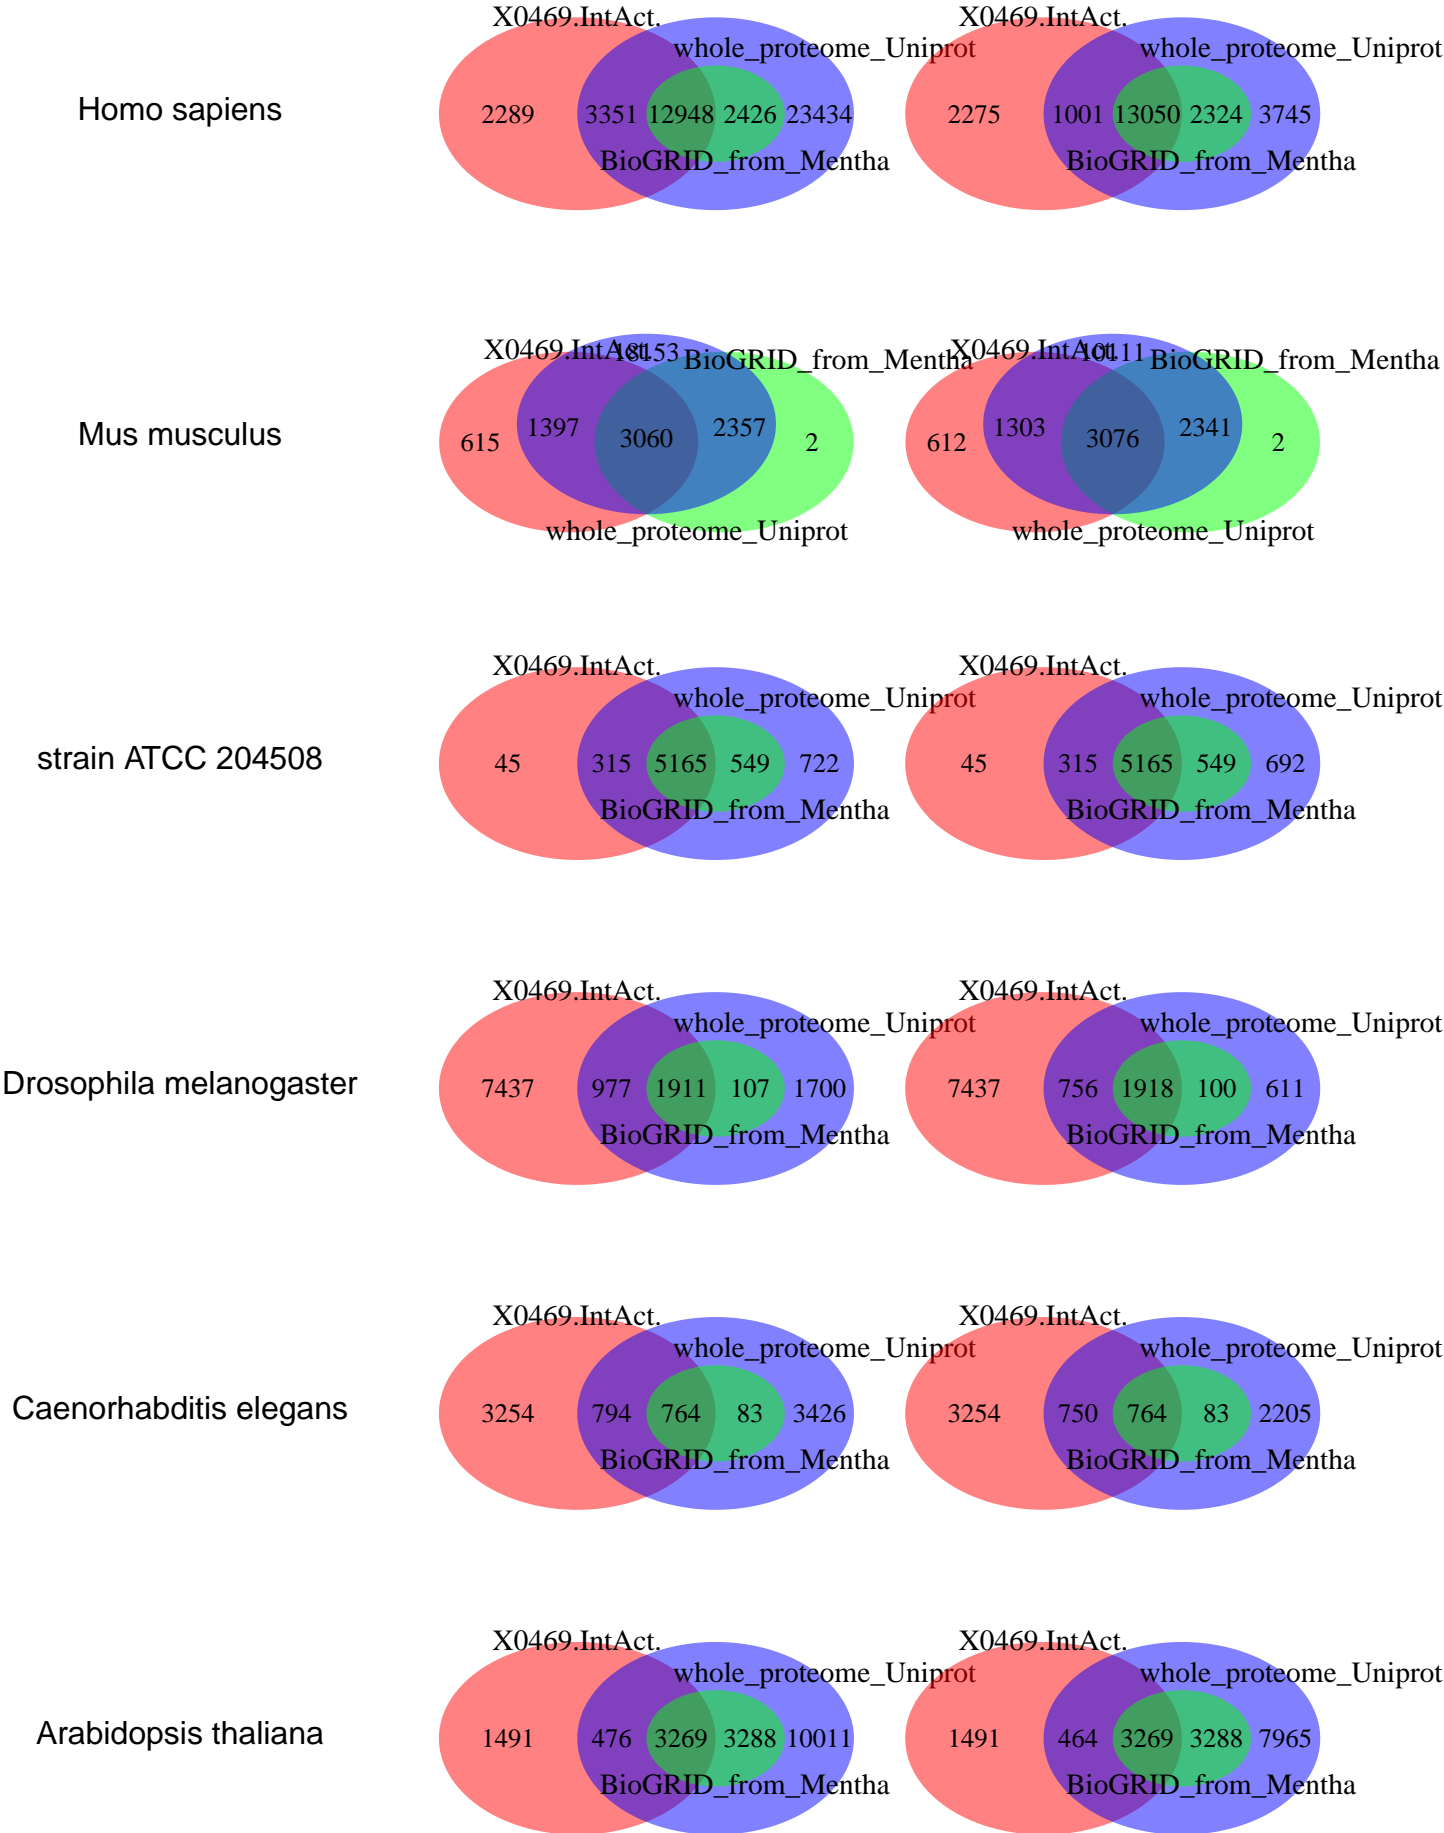 X0469.IntAct. X0469.IntAct.
whole_proteome_Uniprot whole_proteome_Uniprot
Homo sapiens 2289 3351 12948 2426 23434 2275 1001 13050 2324 3745
BioGRID_from_Mentha BioGRID_from_Mentha
X0469.IntAct. 18153 BioGRID_from_Mentha X0469.IntAct. 10111 BioGRID_from_Mentha
Mus musculus 615 1397 3060 2357 2 612 1303 3076 2341 2
whole_proteome_Uniprot whole_proteome_Uniprot
X0469.IntAct. X0469.IntAct.
whole_proteome_Uniprot whole_proteome_Uniprot
strain ATCC 204508 45 315 5165 549 722 45 315 5165 549 692
BioGRID_from_Mentha BioGRID_from_Mentha
X0469.IntAct. X0469.IntAct.
whole_proteome_Uniprot whole_proteome_Uniprot
Drosophila melanogaster 7437 977 1911 107 1700 7437 756 1918 100 611
BioGRID_from_Mentha BioGRID_from_Mentha
X0469.IntAct. X0469.IntAct.
whole_proteome_Uniprot whole_proteome_Uniprot
Caenorhabditis elegans 3254 794 764 83 3426 3254 750 764 83 2205
BioGRID_from_Mentha BioGRID_from_Mentha
X0469.IntAct. X0469.IntAct.
whole_proteome_Uniprot whole_proteome_Uniprot
Arabidopsis thaliana 1491 476 3269 3288 10011 1491 464 3269 3288 7965
BioGRID_from_Mentha BioGRID_from_Mentha